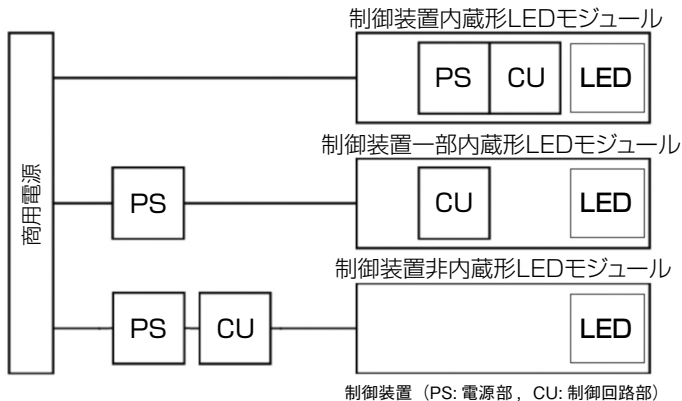 制御装置内蔵形LEDモジュール
PS CU LED
制御装置一部内蔵形LEDモジュール
商用電源
PS CU LED
制御装置非内蔵形LEDモジュール
PS CU LED
制御装置（PS: 電源部 ，CU: 制御回路部）